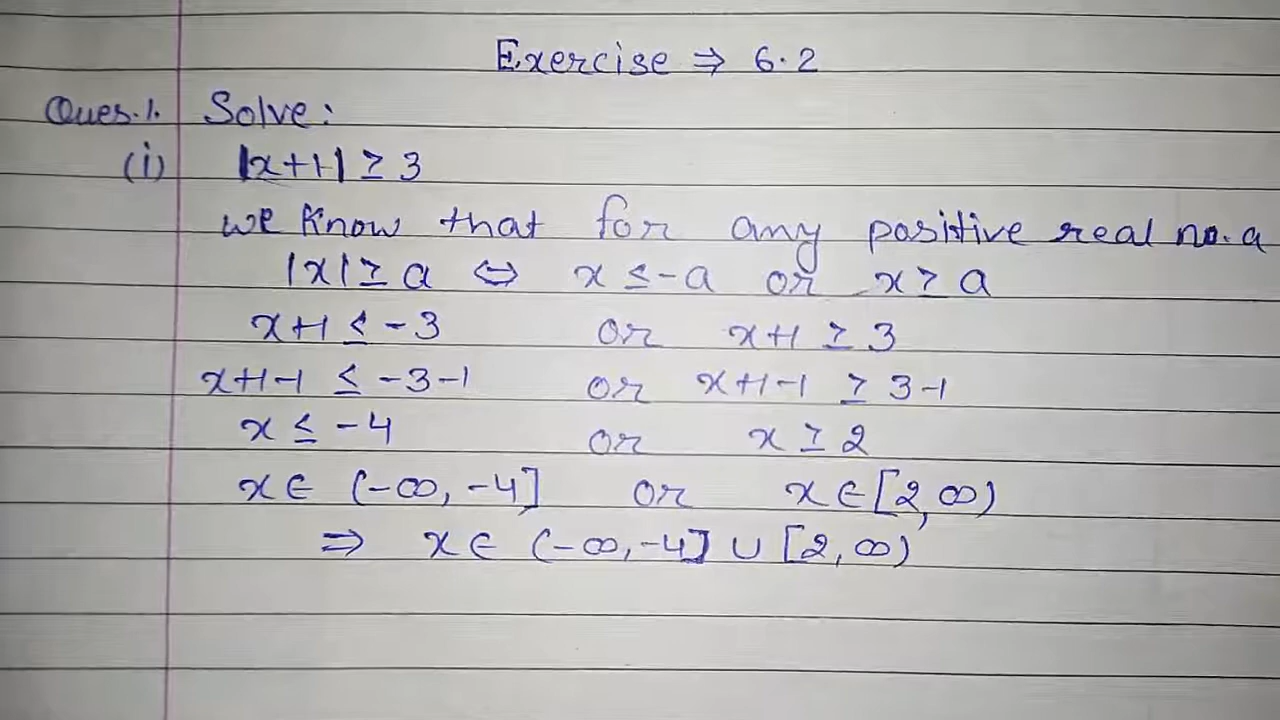 Exercise ⇒ 6.2
Ques.1. Solve:
(i) |x+1| ≥ 3
we know that for any positive real no. a
|x| ≥ a ⇔ x ≤ -a or x ≥ a
x+1 ≤ -3 or x+1 ≥ 3
x+1-1 ≤ -3-1 or x+1-1 ≥ 3-1
x ≤ -4 or x ≥ 2
x ∈ (-∞, -4] or x ∈ [2, ∞)
⇒ x ∈ (-∞, -4] ∪ [2, ∞)